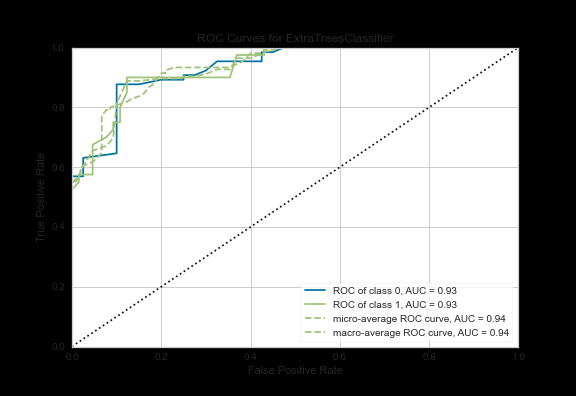 ROC Curves for ExtraTreesClassifier
1.0
0.8
0.6
0.4
0.2
0.0
True Positive Rate
ROC of class 0, AUC = 0.93
ROC of class 1, AUC = 0.93
micro-average ROC curve, AUC = 0.94
macro-average ROC curve, AUC = 0.94
0.0 0.2 0.4 0.6 0.8 1.0
False Positive Rate